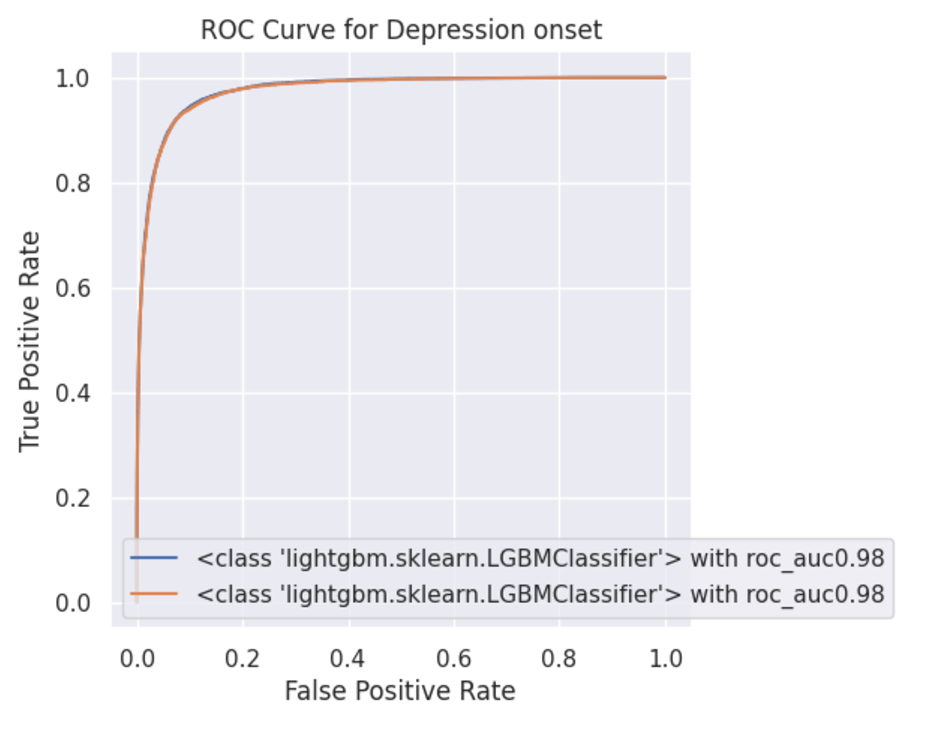 ROC Curve for Depression onset
1.0
0.8
0.6
0.4
0.2
0.0
True Positive Rate
<class 'lightgbm.sklearn.LGBMClassifier'> with roc_auc0.98
<class 'lightgbm.sklearn.LGBMClassifier'> with roc_auc0.98
0.0 0.2 0.4 0.6 0.8 1.0
False Positive Rate